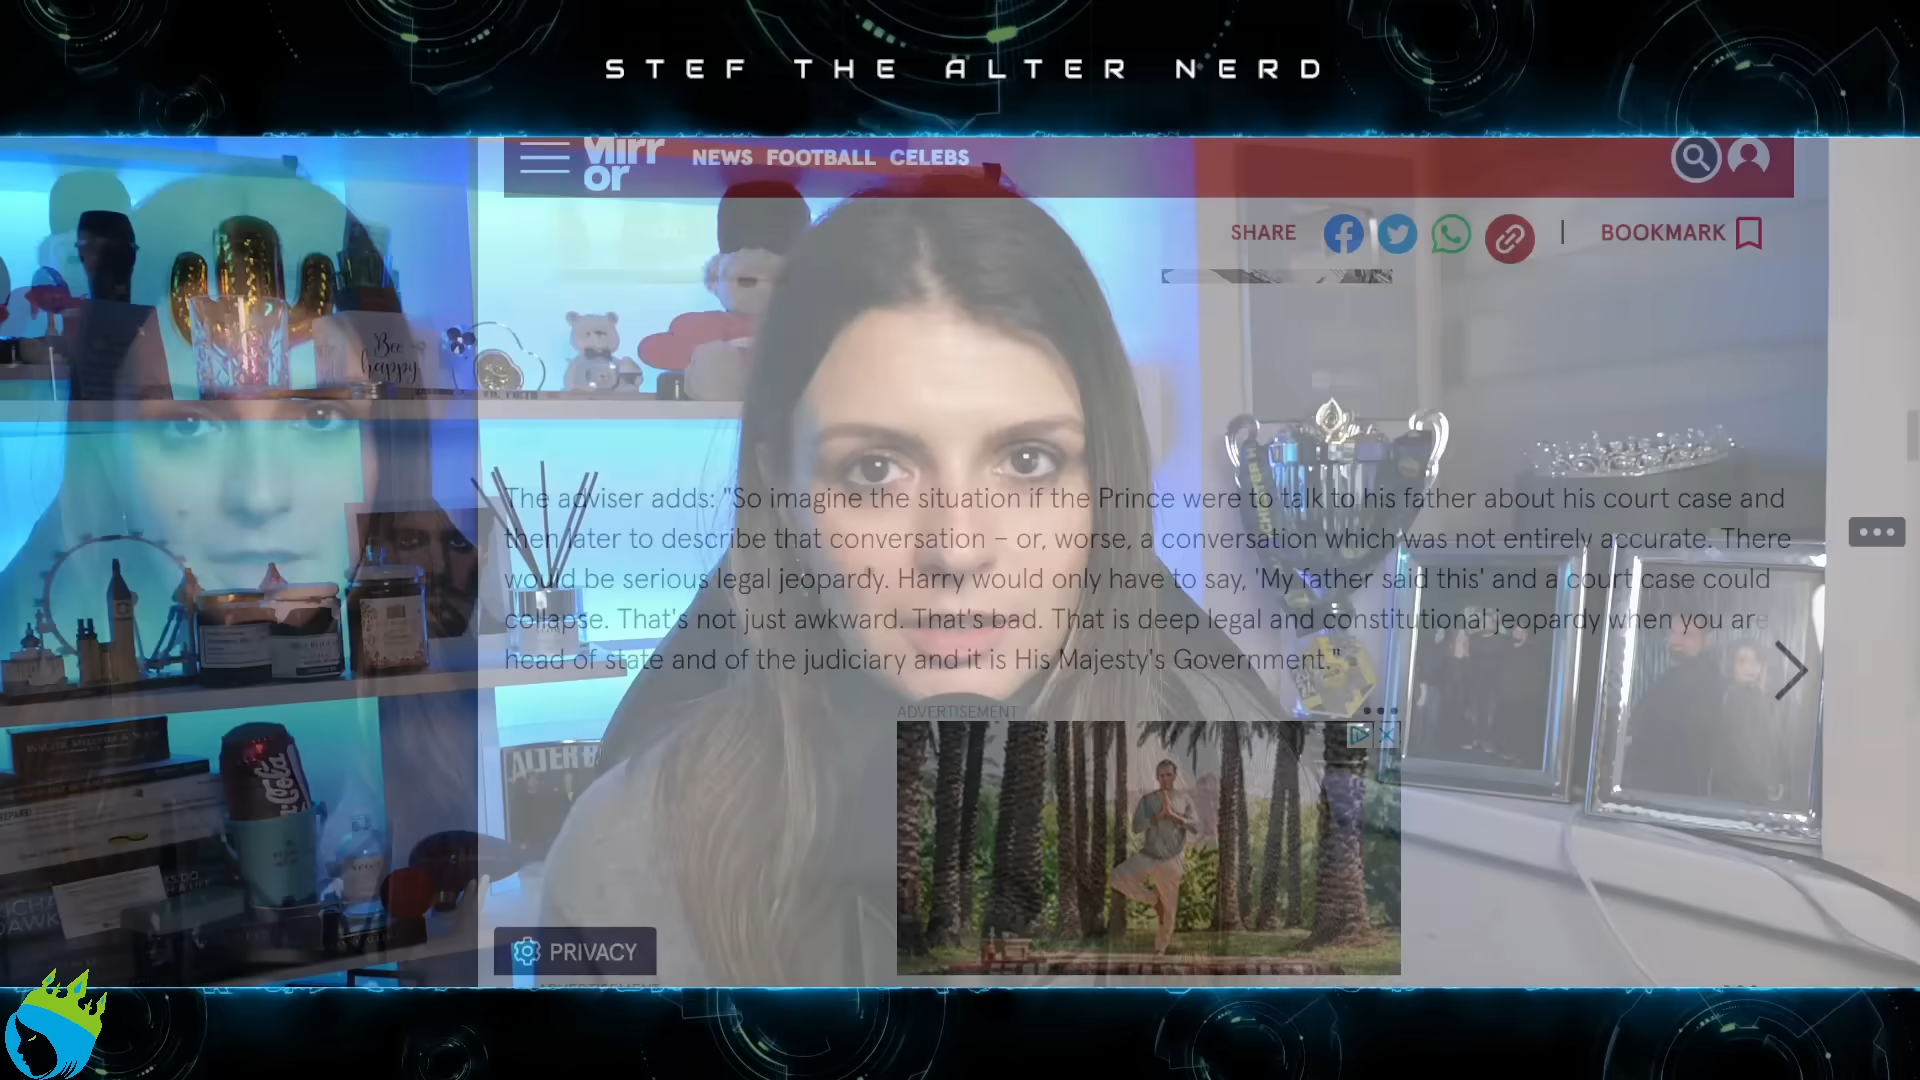 STEF THE ALTER NERD
Mirr
or
NEWS FOOTBALL CELEBS
SHARE
BOOKMARK
Bee
happy
The adviser adds: "So imagine the situation if the Prince were to talk to his father about his court case and
then later to describe that conversation – or, worse, a conversation which was not entirely accurate. There
would be serious legal jeopardy. Harry would only have to say, 'My father said this' and a court case could
collapse. That's not just awkward. That's bad. That is deep legal and constitutional jeopardy when you are
head of state and of the judiciary and it is His Majesty's Government."
ADVERTISEMENT
ALTER
PRIVACY
ADVERTISEMENT